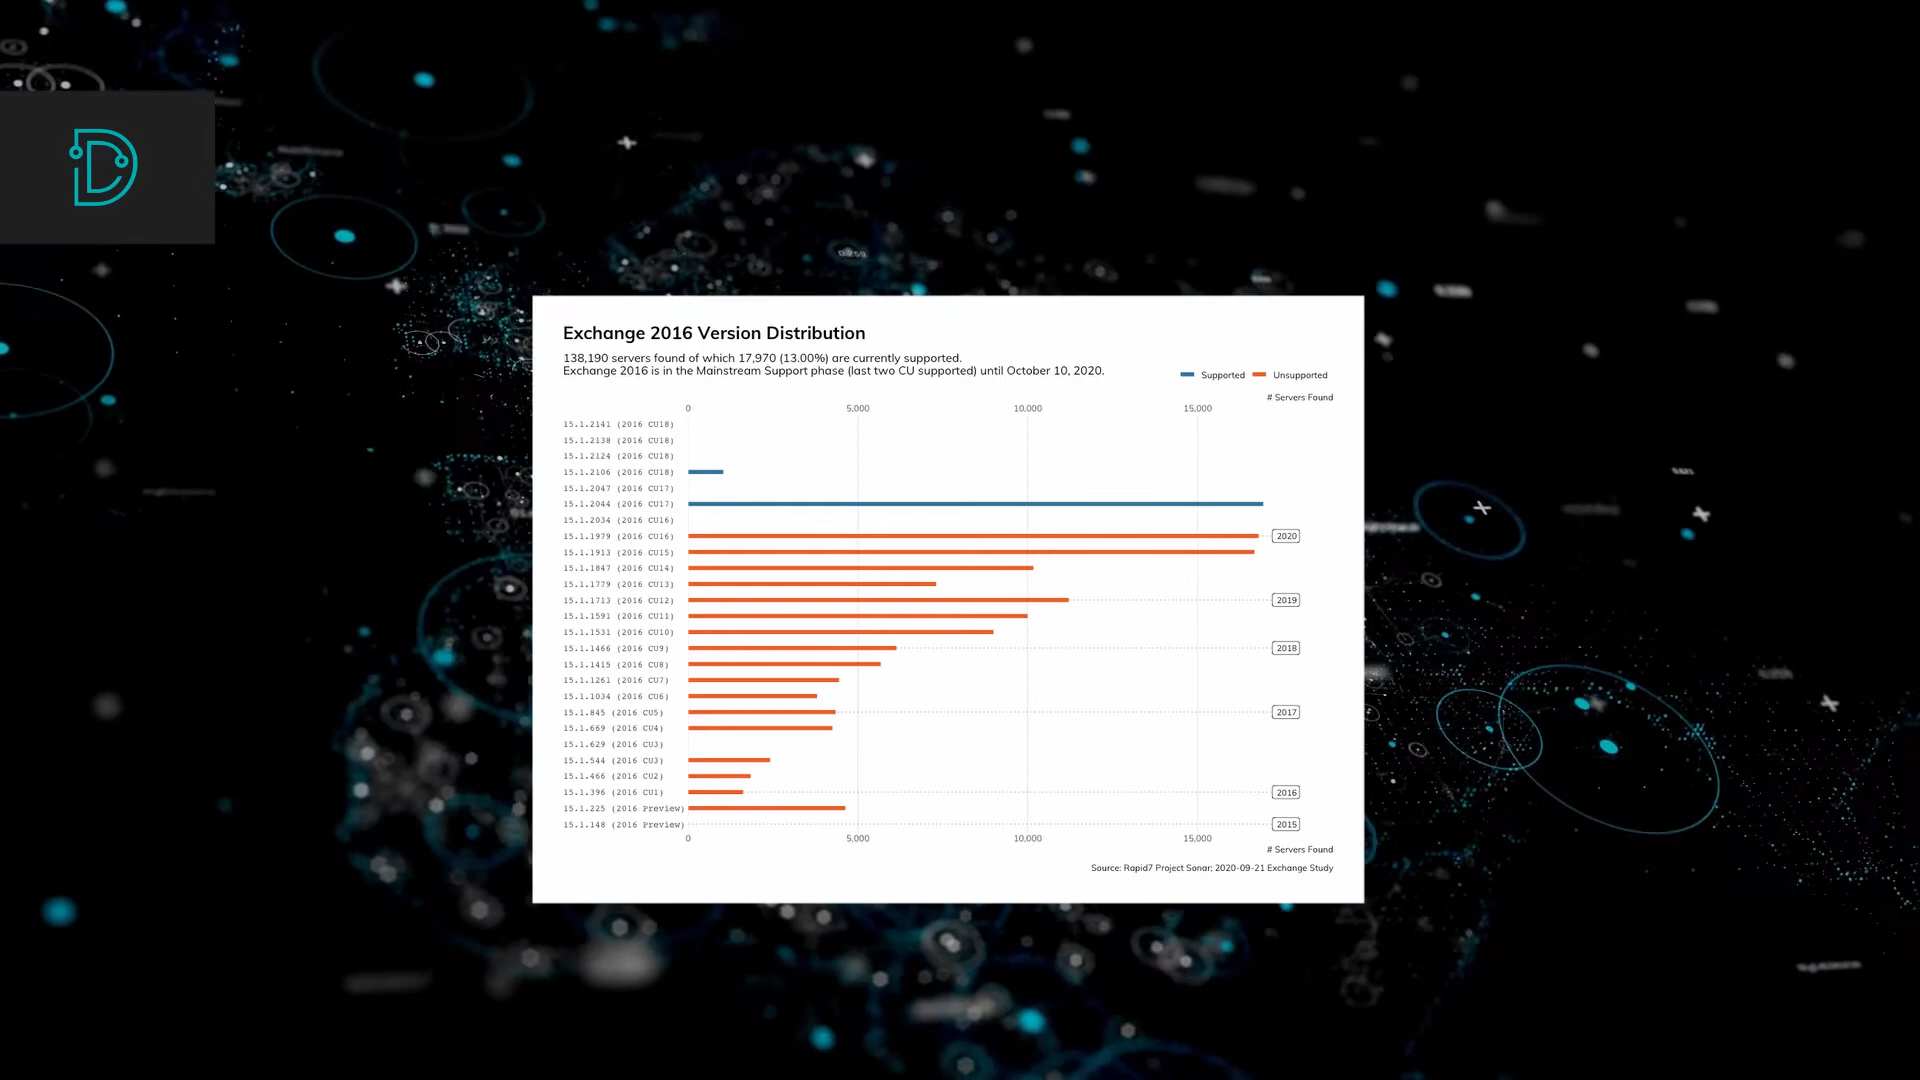 Exchange 2016 Version Distribution
138,190 servers found of which 17,970 (13.00%) are currently supported.
Exchange 2016 is in the Mainstream Support phase (last two CU supported) until October 10, 2020.
Supported Unsupported
# Servers Found
0 5,000 10,000 15,000
15.1.2141 (2016 CU18)
15.1.2138 (2016 CU18)
15.1.2124 (2016 CU18)
15.1.2106 (2016 CU18)
15.1.2047 (2016 CU17)
15.1.2044 (2016 CU17)
15.1.2034 (2016 CU16)
15.1.1979 (2016 CU16) 2020
15.1.1913 (2016 CU15)
15.1.1847 (2016 CU14)
15.1.1779 (2016 CU13)
15.1.1713 (2016 CU12) 2019
15.1.1591 (2016 CU11)
15.1.1531 (2016 CU10)
15.1.1466 (2016 CU9) 2018
15.1.1415 (2016 CU8)
15.1.1261 (2016 CU7)
15.1.1034 (2016 CU6)
15.1.845 (2016 CU5) 2017
15.1.669 (2016 CU4)
15.1.629 (2016 CU3)
15.1.544 (2016 CU3)
15.1.466 (2016 CU2)
15.1.396 (2016 CU1) 2016
15.1.225 (2016 Preview)
15.1.148 (2016 Preview) 2015
0 5,000 10,000 15,000
# Servers Found
Source: Rapid7 Project Sonar; 2020-09-21 Exchange Study